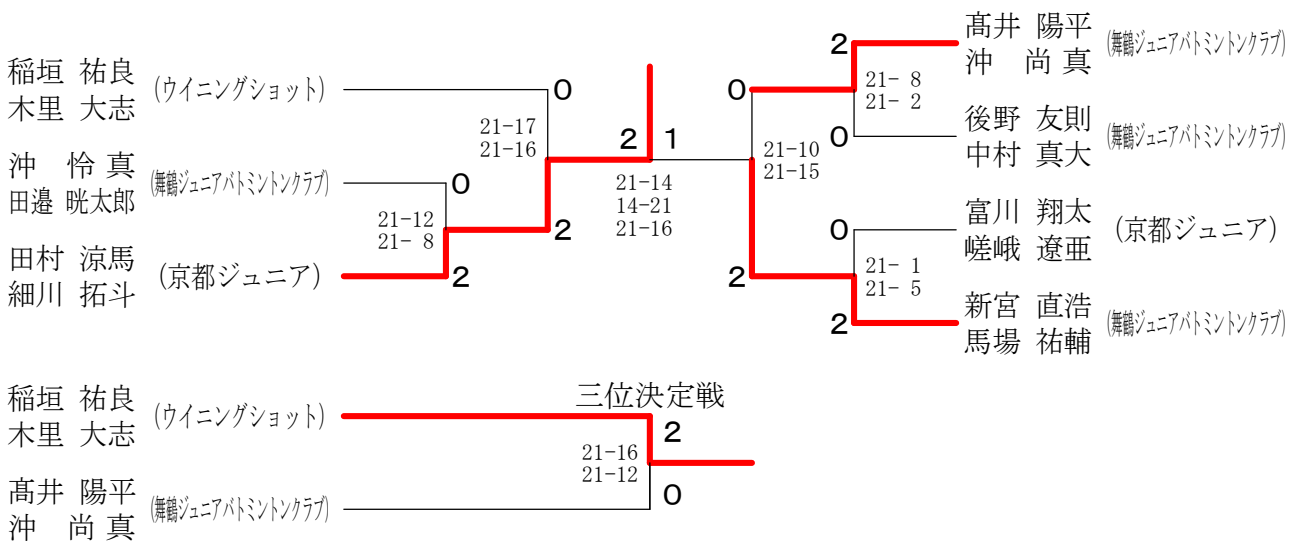 稲垣 祐良
木里 大志
(ウイニングショット)
0
21-17
21-16
沖 怜真
田邉 晄太郎
(舞鶴ジュニアバトミントンクラブ)
0
21-12
21- 8
2
田村 涼馬
細川 拓斗
(京都ジュニア)
2
2 1
21-14
14-21
21-16
髙井 陽平
沖 尚真
(舞鶴ジュニアバトミントンクラブ)
2
21- 8
21- 2
0
後野 友則
中村 真大
(舞鶴ジュニアバトミントンクラブ)
0
21-10
21-15
2
富川 翔太
嵯峨 遼亜
(京都ジュニア)
0
21- 1
21- 5
新宮 直浩
馬場 祐輔
(舞鶴ジュニアバトミントンクラブ)
2
三位決定戦
稲垣 祐良
木里 大志
(ウイニングショット)
2
21-16
21-12
髙井 陽平
沖 尚真
(舞鶴ジュニアバトミントンクラブ)
0